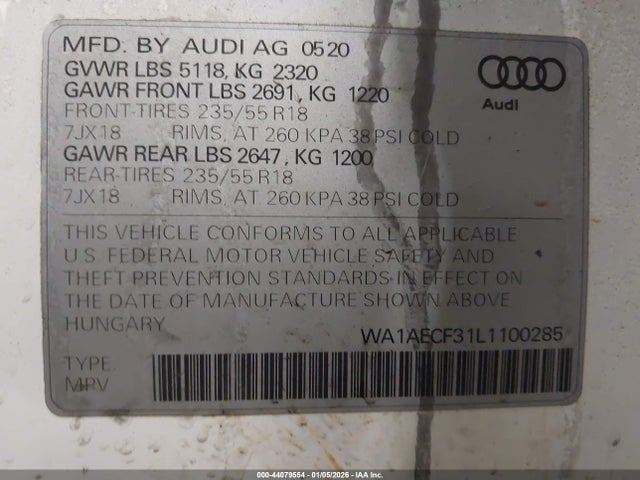 MFD. BY AUDI AG 0520
GVWR LBS 5118, KG 2320
GAWR FRONT LBS 2691, KG 1220
FRONT-TIRES 235/55 R18
7JX18 RIMS, AT 260 KPA 38 PSI COLD
GAWR REAR LBS 2647, KG 1200
REAR-TIRES 235/55 R18
7JX18 RIMS, AT 260 KPA 38 PSI COLD
Audi
THIS VEHICLE CONFORMS TO ALL APPLICABLE
U.S. FEDERAL MOTOR VEHICLE SAFETY AND
THEFT PREVENTION STANDARDS IN EFFECT ON
THE DATE OF MANUFACTURE SHOWN ABOVE
HUNGARY
WA1AECF31L1100285
TYPE:
MPV
000-44079554 - 01/05/2026 - IAA Inc.